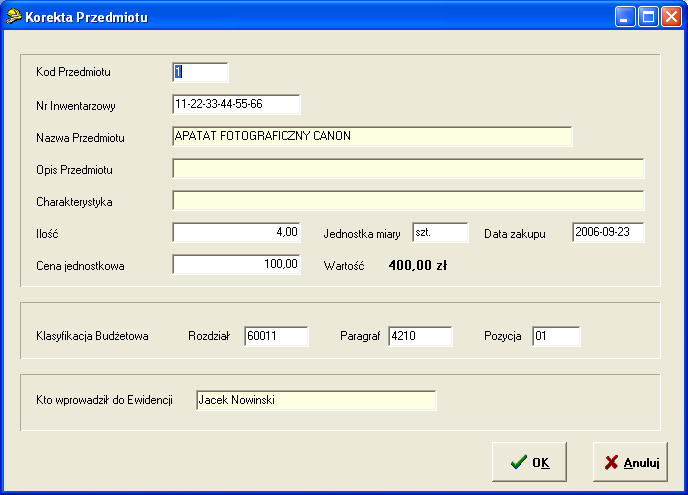 Korekta Przedmiotu
Kod Przedmiotu 1
Nr Inwentarzowy 11-22-33-44-55-66
Nazwa Przedmiotu APATAT FOTOGRAFICZNY CANON
Opis Przedmiotu
Charakterystyka
Ilość 4,00 Jednostka miary szt. Data zakupu 2006-09-23
Cena jednostkowa 100,00 Wartość 400,00 zł
Klasyfikacja Budżetowa Rozdział 60011 Paragraf 4210 Pozycja 01
Kto wprowadził do Ewidencji Jacek Nowinski
OK Anuluj